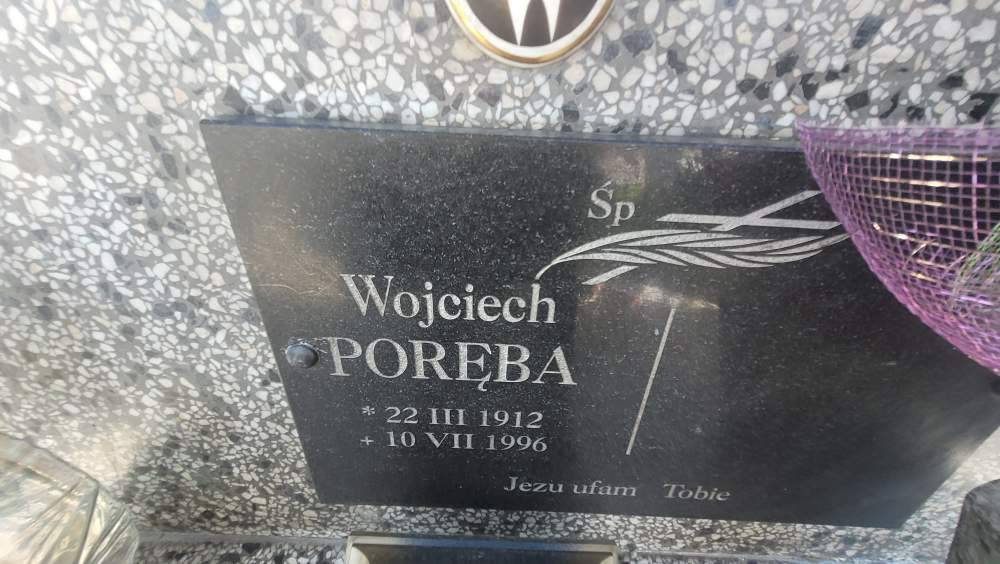 Śp
Wojciech
PORĘBA
* 22 III 1912
+ 10 VII 1996
Jezu ufam Tobie